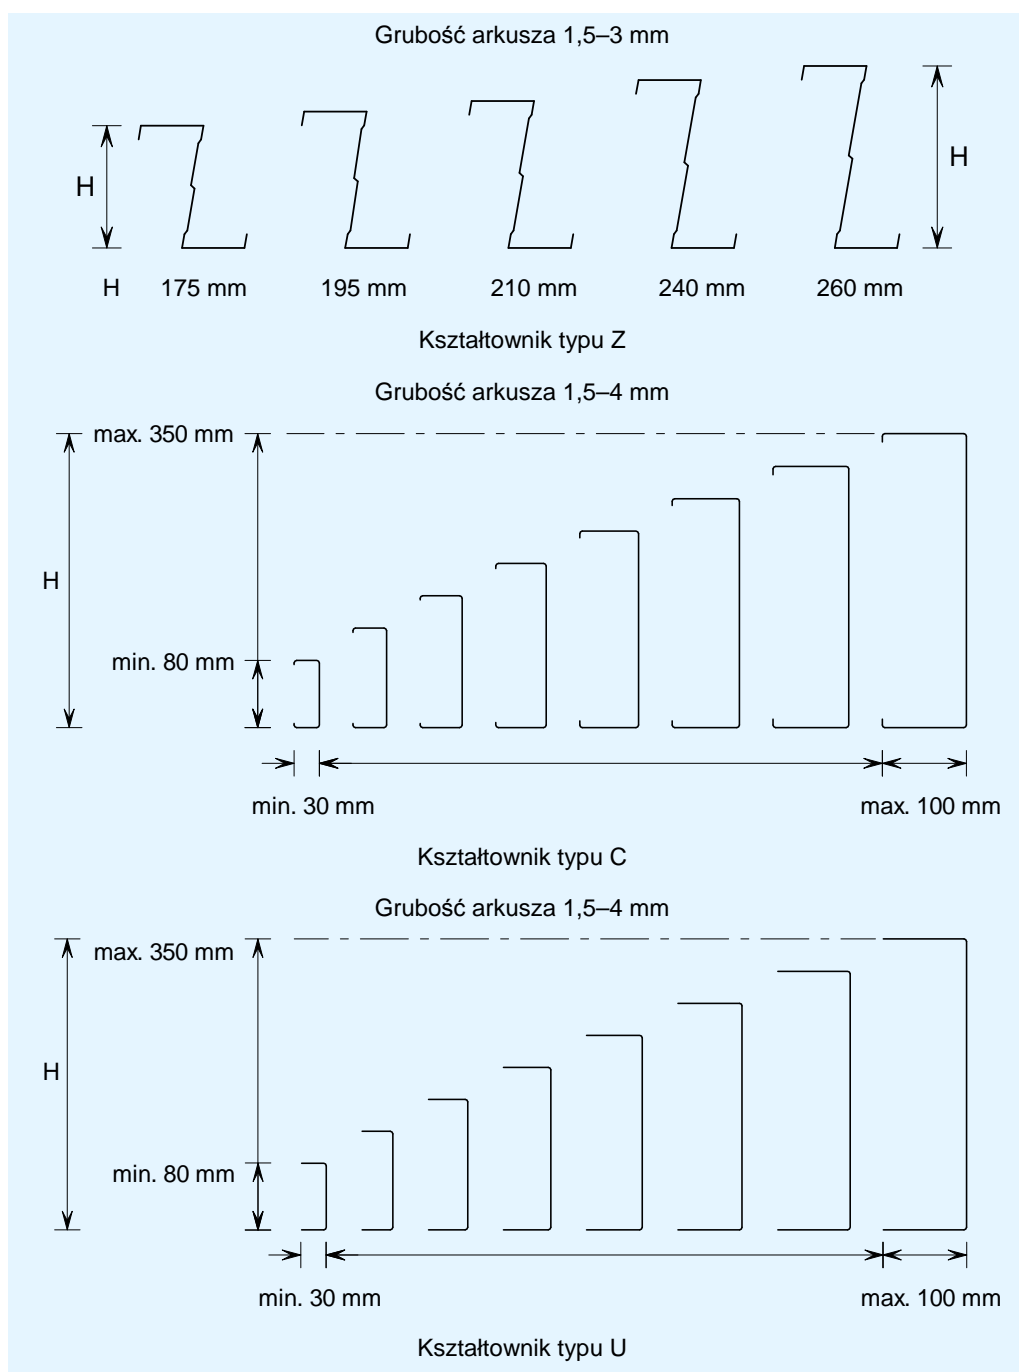 Grubość arkusza 1,5–3 mm
H
H
H 175 mm 195 mm 210 mm 240 mm 260 mm
Kształtownik typu Z
Grubość arkusza 1,5–4 mm
max. 350 mm
H
min. 80 mm
min. 30 mm max. 100 mm
Kształtownik typu C
Grubość arkusza 1,5–4 mm
max. 350 mm
H
min. 80 mm
min. 30 mm max. 100 mm
Kształtownik typu U